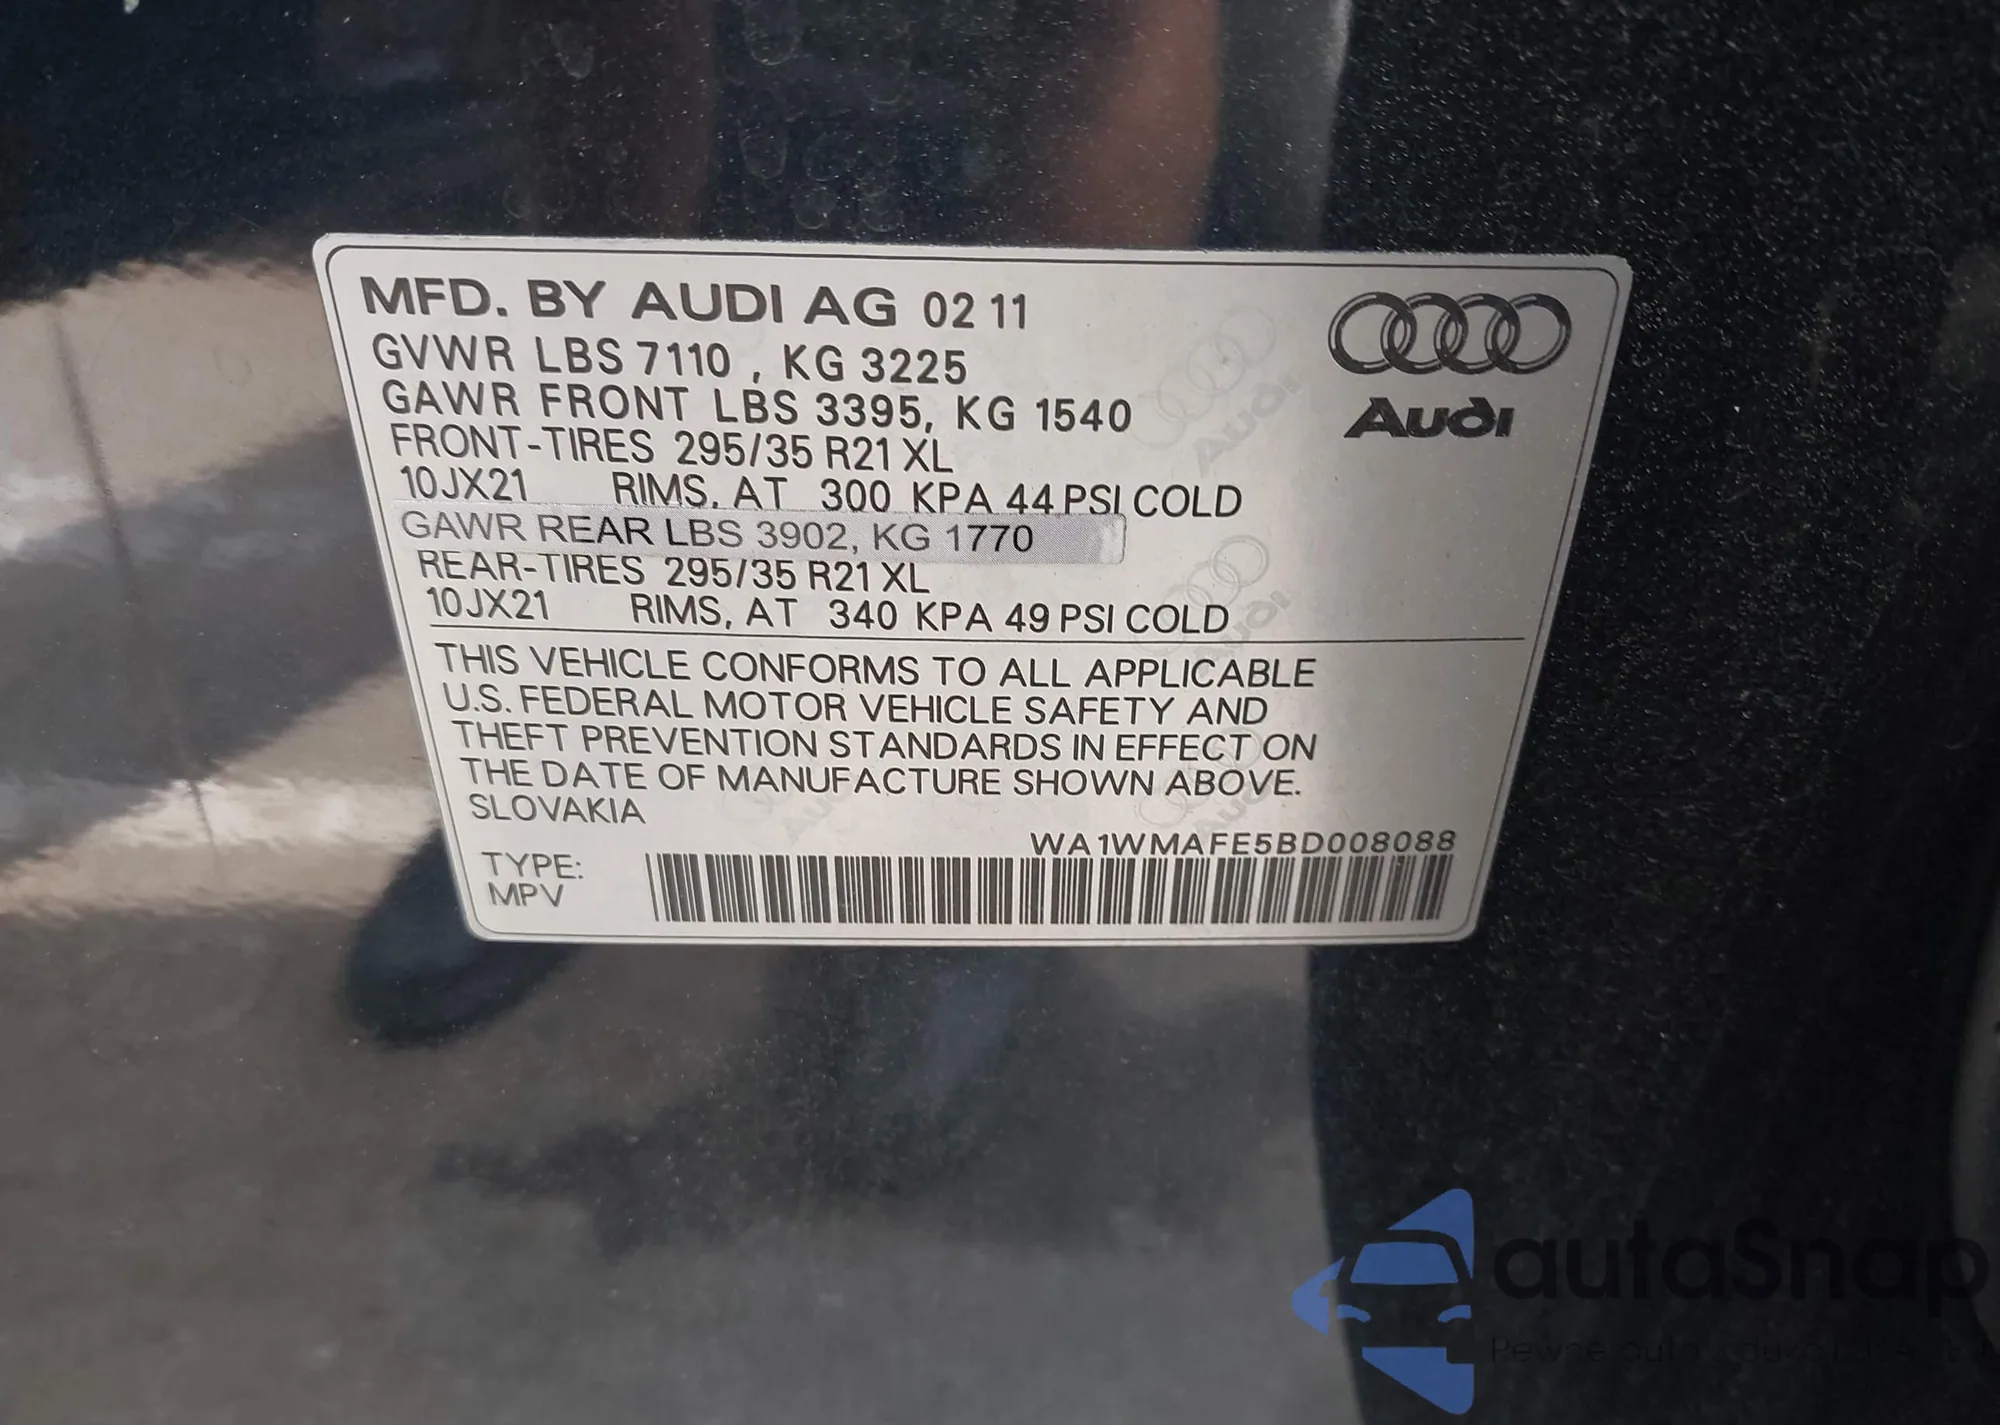 MFD. BY AUDI AG 02 11
GVWR LBS 7110 , KG 3225
GAWR FRONT LBS 3395, KG 1540
FRONT-TIRES 295/35 R21 XL
10JX21 RIMS, AT 300 KPA 44 PSI COLD
GAWR REAR LBS 3902, KG 1770
REAR-TIRES 295/35 R21 XL
10JX21 RIMS, AT 340 KPA 49 PSI COLD
Audi
THIS VEHICLE CONFORMS TO ALL APPLICABLE
U.S. FEDERAL MOTOR VEHICLE SAFETY AND
THEFT PREVENTION STANDARDS IN EFFECT ON
THE DATE OF MANUFACTURE SHOWN ABOVE.
SLOVAKIA
WA1WMAFE5BD008088
TYPE:
MPV
autaSnap
Pewne auta